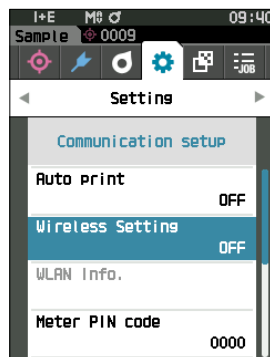 I+E M0 09:40
Sample 0009
JOB
Setting
Communication setup
Auto print
OFF
Wireless Setting
OFF
WLAN Info.
Meter PIN code
0000